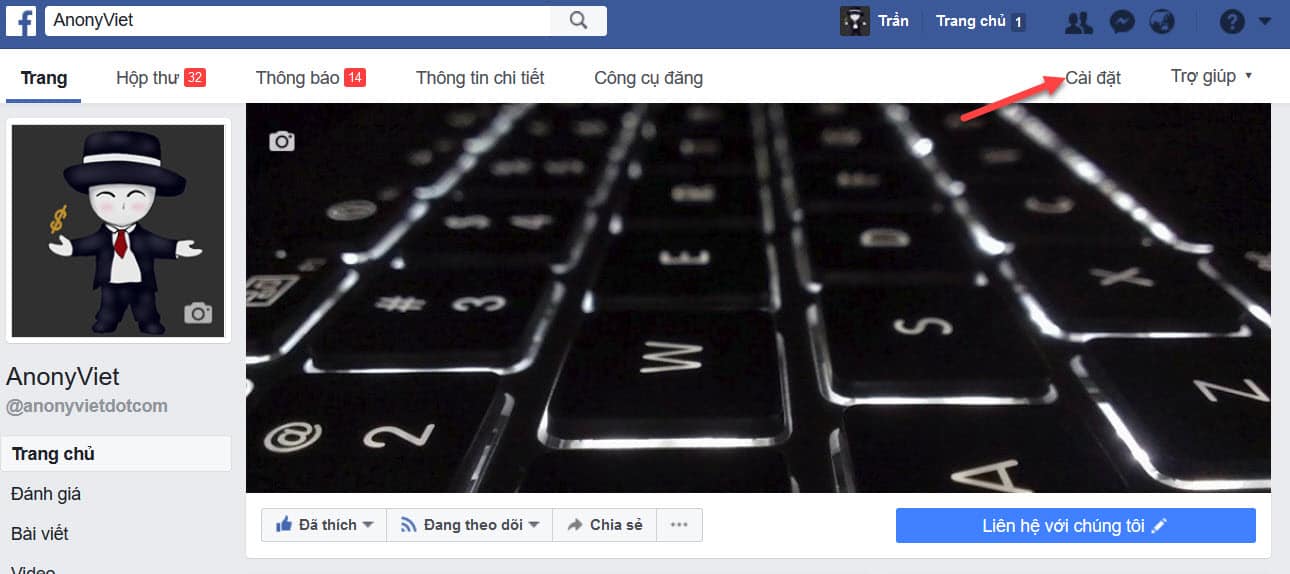 f AnonyViet Trần Trang chủ 1 ?
Trang Hộp thư 32 Thông báo 14 Thông tin chi tiết Công cụ đăng Cài đặt Trợ giúp
$
AnonyViet
@anonyvietdotcom
Trang chủ
Đánh giá
Bài viết
Video
# 3
E
D
C
X
W
S
Z
@ 2
A
Đã thích Đang theo dõi Chia sẻ ... Liên hệ với chúng tôi